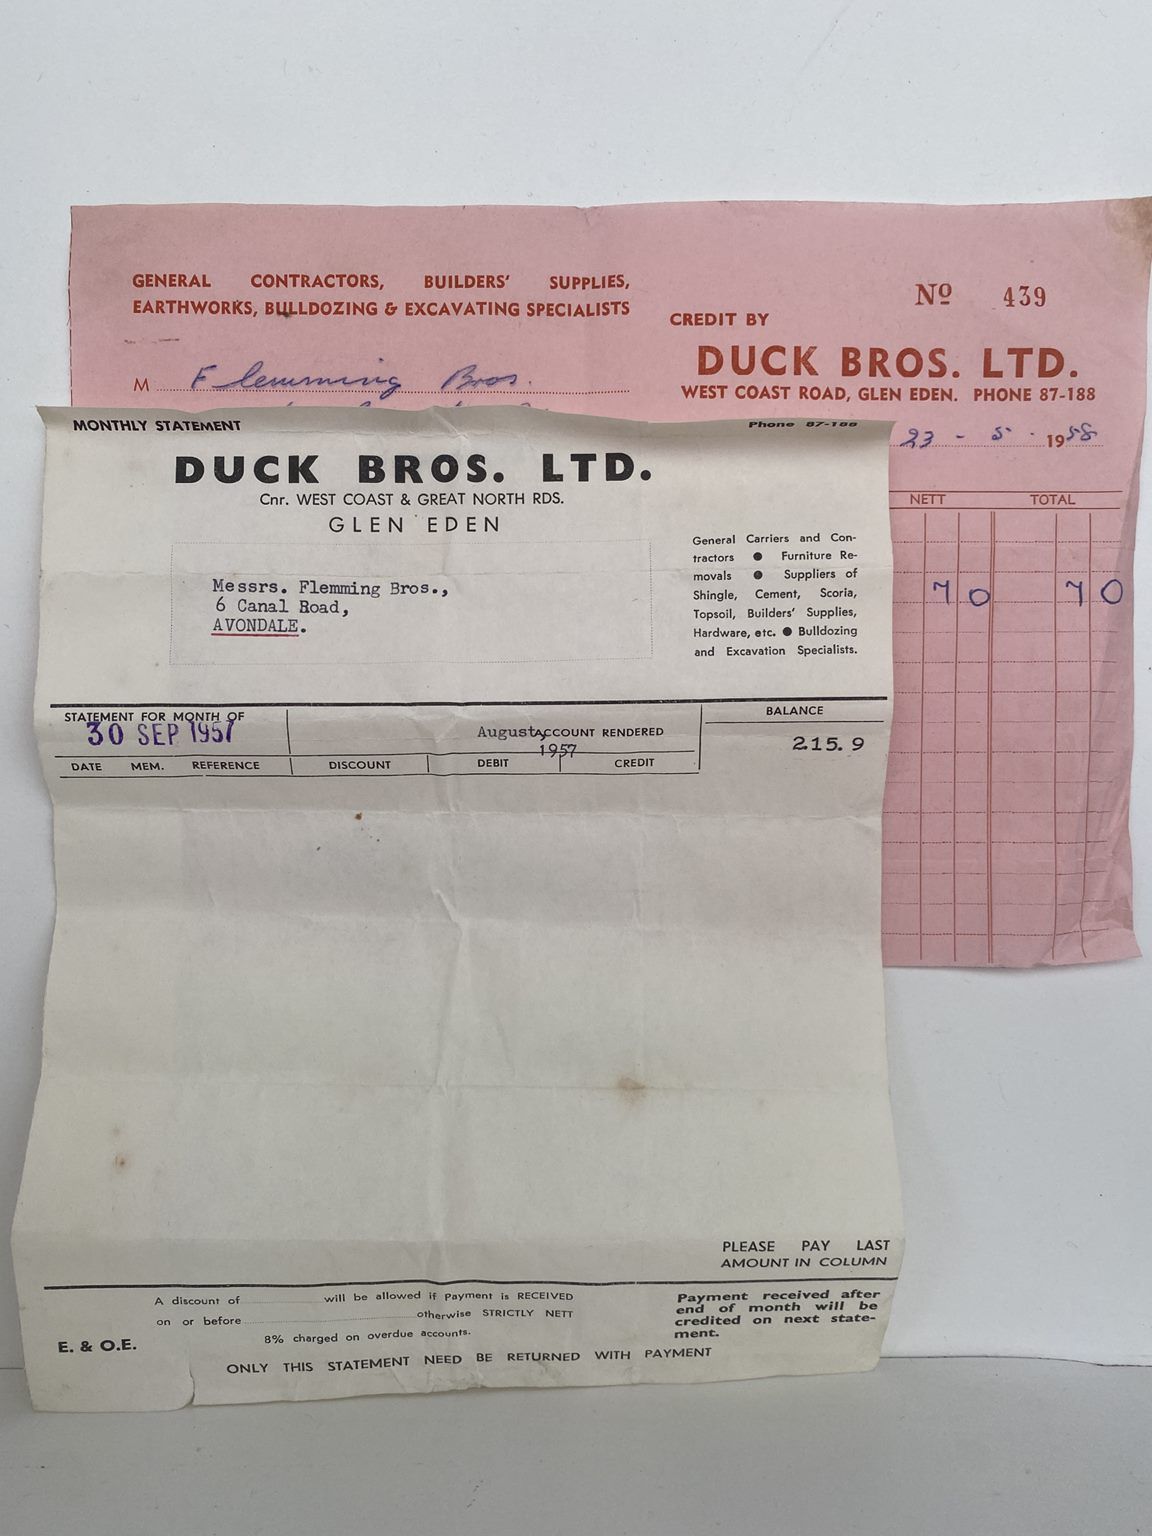 GENERAL CONTRACTORS, BUILDERS' SUPPLIES,
EARTHWORKS, BULLDOZING & EXCAVATING SPECIALISTS
Nº 439
CREDIT BY
DUCK BROS. LTD.
WEST COAST ROAD, GLEN EDEN. PHONE 87-188
M Flemming Bros.
23 - 5 - 1958
NETT TOTAL
7 0 7 0
MONTHLY STATEMENT
Phone 87-188
DUCK BROS. LTD.
Cnr. WEST COAST & GREAT NORTH RDS.
GLEN EDEN
General Carriers and Con-
tractors ● Furniture Re-
movals ● Suppliers of
Shingle, Cement, Scoria,
Topsoil, Builders' Supplies,
Hardware, etc. ● Bulldozing
and Excavation Specialists.
Messrs. Flemming Bros.,
6 Canal Road,
AVONDALE.
STATEMENT FOR MONTH OF
30 SEP 1957
August, ACCOUNT RENDERED
1957
BALANCE
2.15. 9
DATE MEM. REFERENCE DISCOUNT DEBIT CREDIT
PLEASE PAY LAST
AMOUNT IN COLUMN
A discount of will be allowed if Payment is RECEIVED
on or before otherwise STRICTLY NETT
8% charged on overdue accounts.
E. & O.E.
ONLY THIS STATEMENT NEED BE RETURNED WITH PAYMENT
Payment received after
end of month will be
credited on next state-
ment.